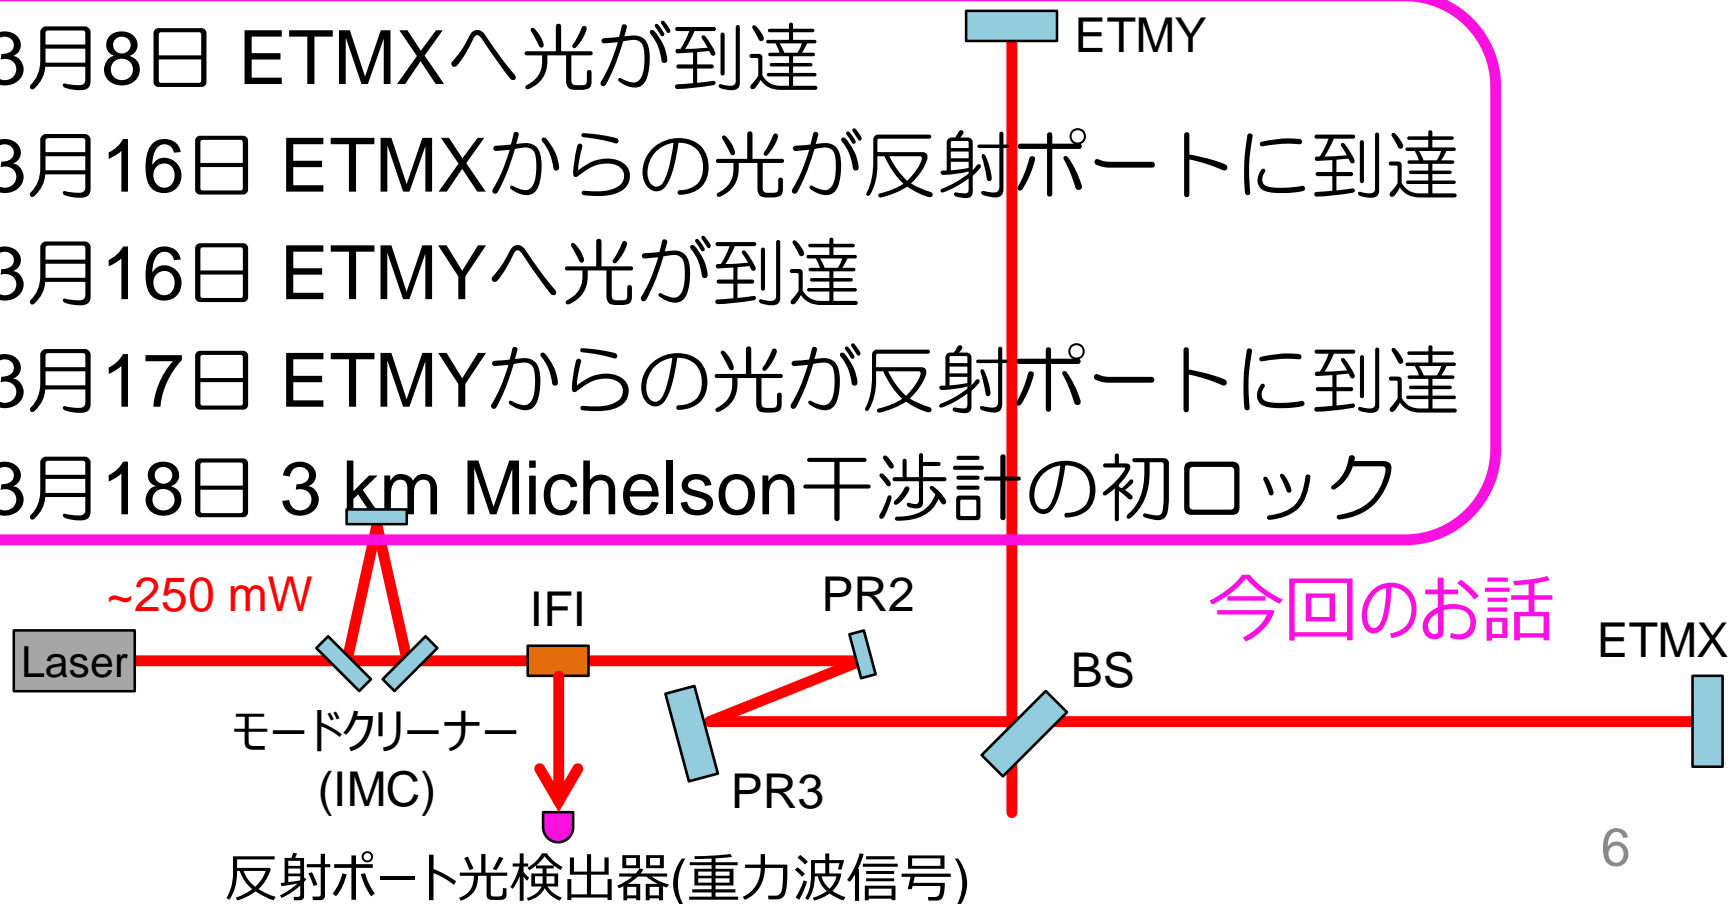 3月8日 ETMXへ光が到達
3月16日 ETMXからの光が反射ポートに到達
3月16日 ETMYへ光が到達
3月17日 ETMYからの光が反射ポートに到達
3月18日 3 km Michelson干渉計の初ロック
ETMY
~250 mW
IFI
PR2
今回のお話
ETMX
Laser
BS
モードクリーナー
(IMC)
PR3
反射ポート光検出器(重力波信号)
6